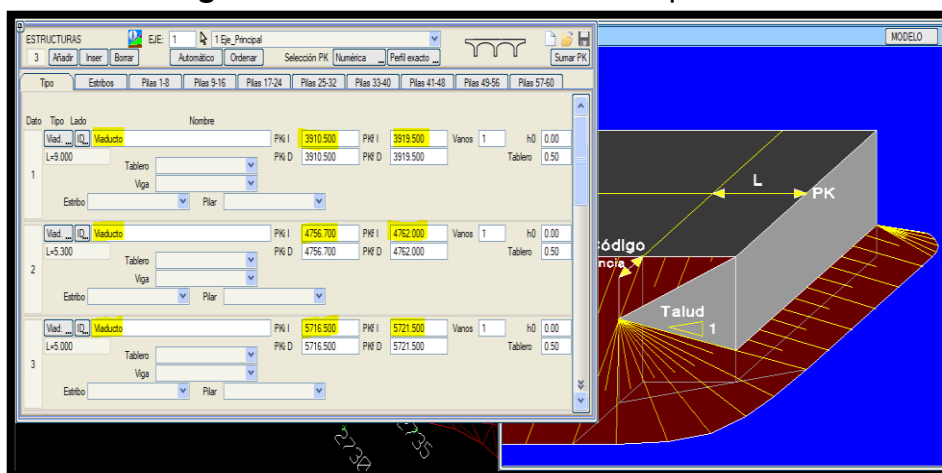 ESTRUCTURAS EJE: 1 1 Eje_Principal
3 Añadir Inser Borrar Automático Ordenar Selección PK Numérica ... Perfil exacto ... Sumar PK
MODELO
Tipo Estribos Pilas 1-8 Pilas 9-16 Pilas 17-24 Pilas 25-32 Pilas 33-40 Pilas 41-48 Pilas 49-56 Pilas 57-60
Dato Tipo Lado Nombre
Viad. ... Viaducto PKi I 3910.500 PKf I 3919.500 Vanos 1 h0 0.00
L=9.000 PKi D 3910.500 PKf D 3919.500 Tablero 0.50
Tablero
1
Viga
Estribo Pilar
Viad. ... Viaducto PKi I 4756.700 PKf I 4762.000 Vanos 1 h0 0.00
L=5.300 PKi D 4756.700 PKf D 4762.000 Tablero 0.50
Tablero
2
Viga
Estribo Pilar
Viad. ... Viaducto PKi I 5716.500 PKf I 5721.500 Vanos 1 h0 0.00
L=5.000 PKi D 5716.500 PKf D 5721.500 Tablero 0.50
Tablero
3
Viga
Estribo Pilar
L
PK
ódigo
ncia
Talud
1
2730
2735